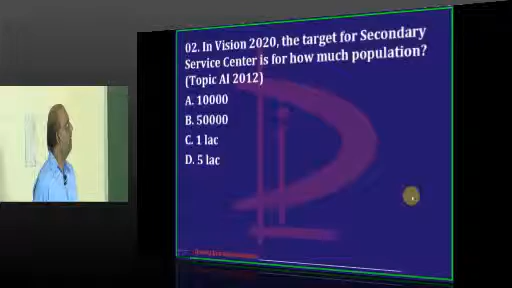 02. In Vision 2020, the target for Secondary
Service Center is for how much population?
(Topic AI 2012)
A. 10000
B. 50000
C. 1 lac
D. 5 lac